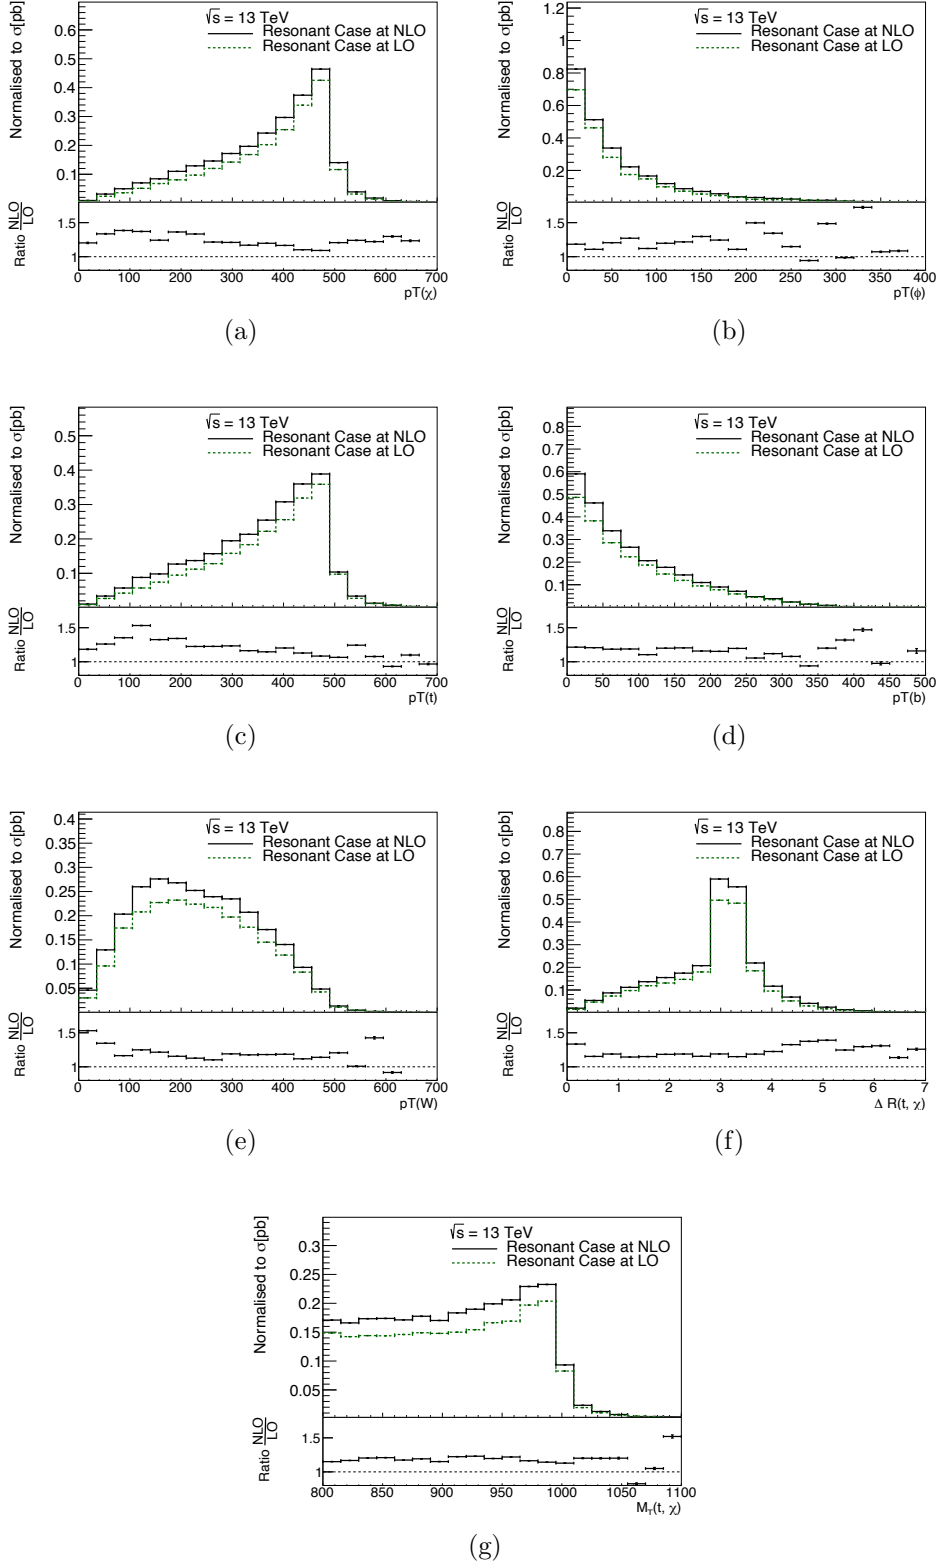 Normalised to σ[pb]
√s = 13 TeV
Resonant Case at NLO
Resonant Case at LO
0.6
0.5
0.4
0.3
0.2
0.1
Ratio NLO/LO
1.5
1
0 100 200 300 400 500 600 700
pT(χ)
(a)
Normalised to σ[pb]
√s = 13 TeV
Resonant Case at NLO
Resonant Case at LO
1.2
1
0.8
0.6
0.4
0.2
Ratio NLO/LO
1.5
1
0 50 100 150 200 250 300 350 400
pT(ϕ)
(b)
Normalised to σ[pb]
√s = 13 TeV
Resonant Case at NLO
Resonant Case at LO
0.5
0.4
0.3
0.2
0.1
Ratio NLO/LO
1.5
1
0 100 200 300 400 500 600 700
pT(t)
(c)
Normalised to σ[pb]
√s = 13 TeV
Resonant Case at NLO
Resonant Case at LO
0.8
0.7
0.6
0.5
0.4
0.3
0.2
0.1
Ratio NLO/LO
1.5
1
0 50 100 150 200 250 300 350 400 450 500
pT(b)
(d)
Normalised to σ[pb]
√s = 13 TeV
Resonant Case at NLO
Resonant Case at LO
0.4
0.35
0.3
0.25
0.2
0.15
0.1
0.05
Ratio NLO/LO
1.5
1
0 100 200 300 400 500 600 700
pT(W)
(e)
Normalised to σ[pb]
√s = 13 TeV
Resonant Case at NLO
Resonant Case at LO
0.8
0.7
0.6
0.5
0.4
0.3
0.2
0.1
Ratio NLO/LO
1.5
1
0 1 2 3 4 5 6 7
Δ R(t, χ)
(f)
Normalised to σ[pb]
√s = 13 TeV
Resonant Case at NLO
Resonant Case at LO
0.3
0.25
0.2
0.15
0.1
0.05
Ratio NLO/LO
1.5
1
800 850 900 950 1000 1050 1100
M_T(t, χ)
(g)